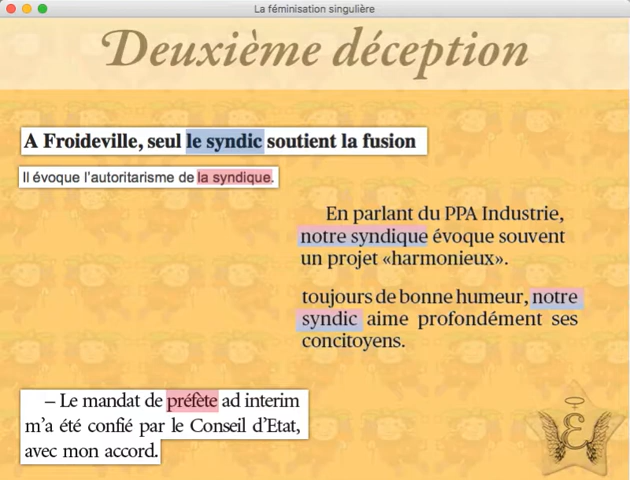 La féminisation singulière
Deuxième déception
A Froideville, seul le syndic soutient la fusion
Il évoque l'autoritarisme de la syndique.
En parlant du PPA Industrie,
notre syndique évoque souvent
un projet «harmonieux».
toujours de bonne humeur, notre
syndic aime profondément ses
concitoyens.
– Le mandat de préfète ad interim
m'a été confié par le Conseil d'Etat,
avec mon accord.